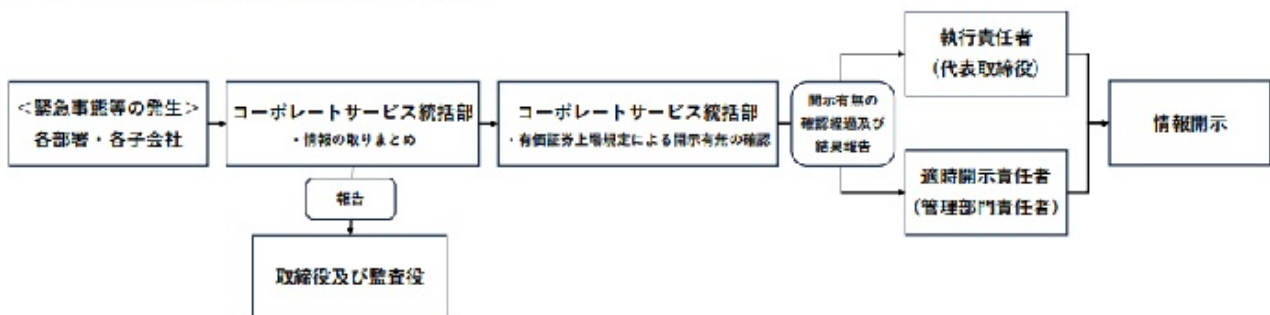 ＜緊急事態等の発生＞
各部署・各子会社
コーポレートサービス統括部
・情報の取りまとめ
報告
取締役及び監査役
コーポレートサービス統括部
・有価証券上場規定による開示有無の確認
開示有無の
確認経過及び
結果報告
執行責任者
（代表取締役）
適時開示責任者
（管理部門責任者）
情報開示